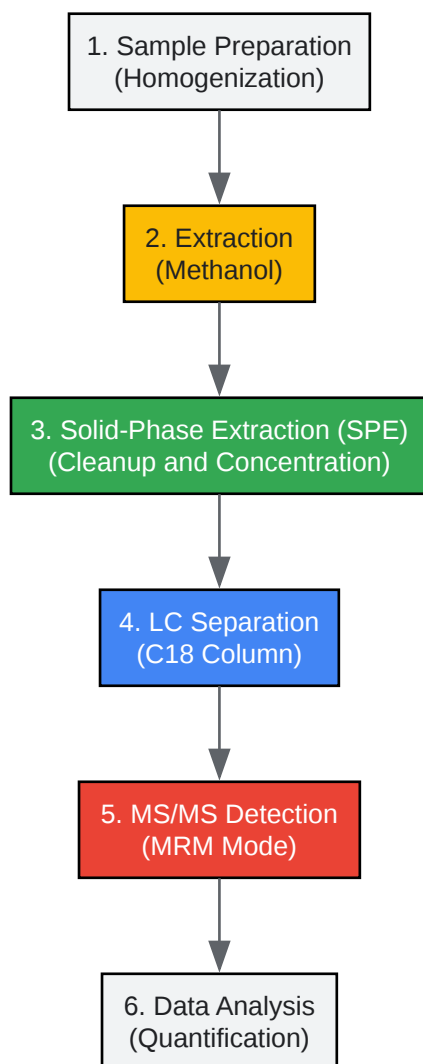 1. Sample Preparation
(Homogenization)
2. Extraction
(Methanol)
3. Solid-Phase Extraction (SPE)
(Cleanup and Concentration)
4. LC Separation
(C18 Column)
5. MS/MS Detection
(MRM Mode)
6. Data Analysis
(Quantification)